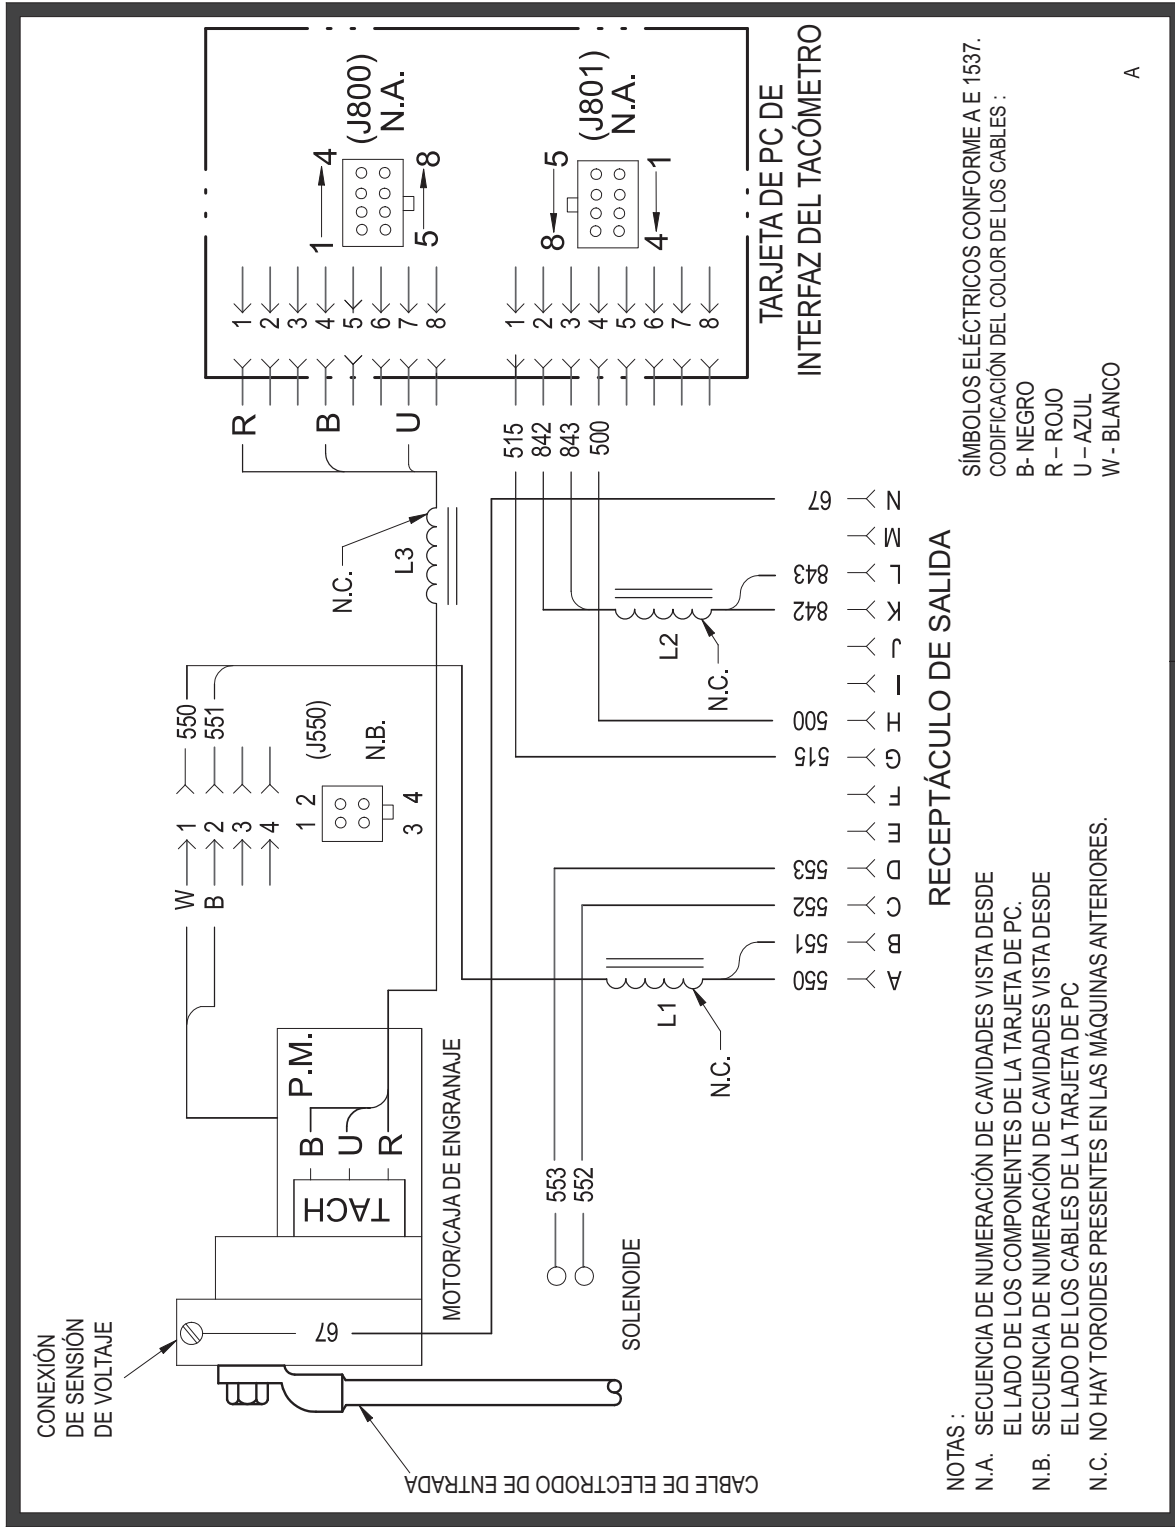 CONEXIÓN
DE SENSIÓN
DE VOLTAJE
CABLE DE ELECTRODO DE ENTRADA
67
TACH
B
U
R
P.M.
MOTOR/CAJA DE ENGRANAJE
SOLENOIDE
553
552
W
B
1
2
3
4
550
551
1 2
3 4
(J550)
N.B.
N.C.
L3
R
B
U
1
2
3
4
5
6
7
8
1
4
5
8
(J800)
N.A.
515
842
843
500
1
2
3
4
5
6
7
8
8
5
4
1
(J801)
N.A.
TARJETA DE PC DE
INTERFAZ DEL TACÓMETRO
L1
N.C.
L2
N.C.
550
551
552
553
515
500
842
843
67
A
B
C
D
E
F
G
H
I
J
K
L
M
N
RECEPTÁCULO DE SALIDA
NOTAS :
N.A. SECUENCIA DE NUMERACIÓN DE CAVIDADES VISTA DESDE
EL LADO DE LOS COMPONENTES DE LA TARJETA DE PC.
N.B. SECUENCIA DE NUMERACIÓN DE CAVIDADES VISTA DESDE
EL LADO DE LOS CABLES DE LA TARJETA DE PC
N.C. NO HAY TOROIDES PRESENTES EN LAS MÁQUINAS ANTERIORES.
SÍMBOLOS ELÉCTRICOS CONFORME A E 1537.
CODIFICACIÓN DEL COLOR DE LOS CABLES :
B- NEGRO
R – ROJO
U – AZUL
W - BLANCO
A